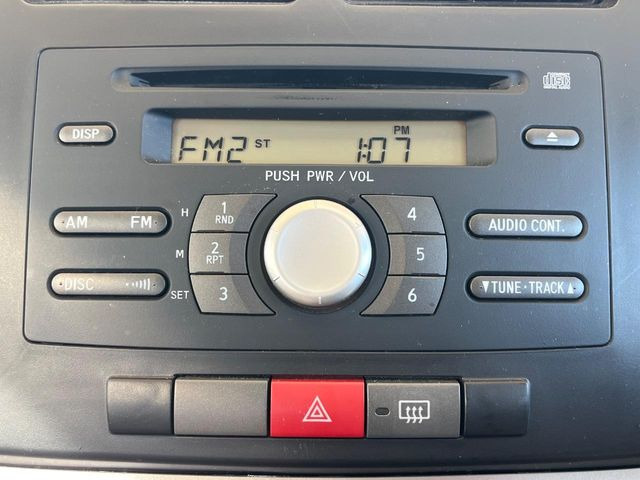 DISP
FM2 ST PM 1:07
PUSH PWR / VOL
AM FM
H 1 RND
M 2 RPT
SET 3
4
5
6
DISC
AUDIO CONT.
▼TUNE・TRACK▲